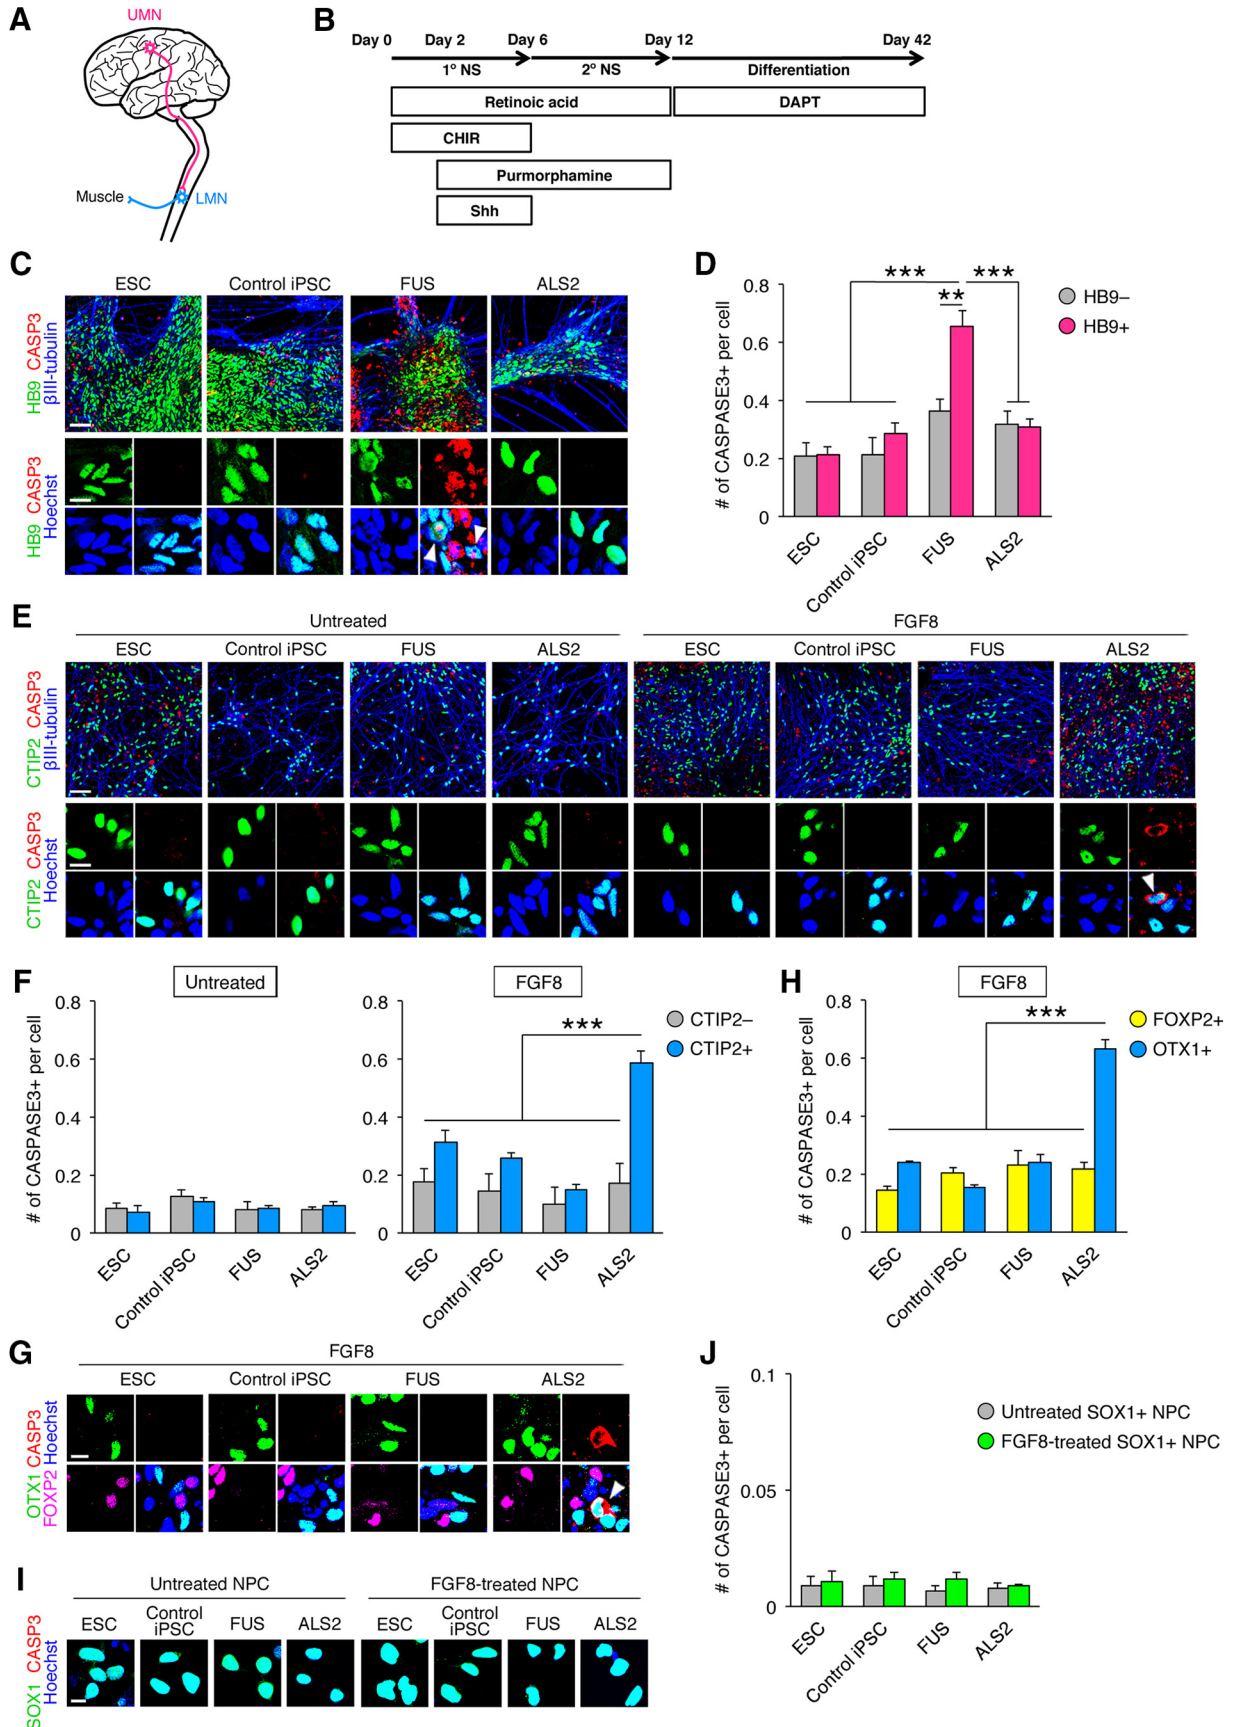 A
UMN
Muscle
LMN
B
Day 0 Day 2 Day 6 Day 12 Day 42
1º NS 2º NS Differentiation
Retinoic acid DAPT
CHIR
Purmorphamine
Shh
C
ESC Control iPSC FUS ALS2
HB9 CASP3
βIII-tubulin
HB9 CASP3
Hoechst
D
# of CASPASE3+ per cell
0.8
0.6
0.4
0.2
0
*** ***
**
HB9–
HB9+
ESC Control iPSC FUS ALS2
E
Untreated FGF8
ESC Control iPSC FUS ALS2 ESC Control iPSC FUS ALS2
CTIP2 CASP3
βIII-tubulin
CTIP2 CASP3
Hoechst
F
Untreated
# of CASPASE3+ per cell
0.8
0.6
0.4
0.2
0
ESC Control iPSC FUS ALS2
FGF8
0.8
0.6
0.4
0.2
0
***
CTIP2–
CTIP2+
ESC Control iPSC FUS ALS2
H
FGF8
# of CASPASE3+ per cell
0.8
0.6
0.4
0.2
0
***
FOXP2+
OTX1+
ESC Control iPSC FUS ALS2
G
FGF8
ESC Control iPSC FUS ALS2
OTX1 CASP3
FOXP2 Hoechst
I
Untreated NPC FGF8-treated NPC
ESC Control iPSC FUS ALS2 ESC Control iPSC FUS ALS2
SOX1 CASP3
Hoechst
J
# of CASPASE3+ per cell
0.1
0.05
0
Untreated SOX1+ NPC
FGF8-treated SOX1+ NPC
ESC Control iPSC FUS ALS2